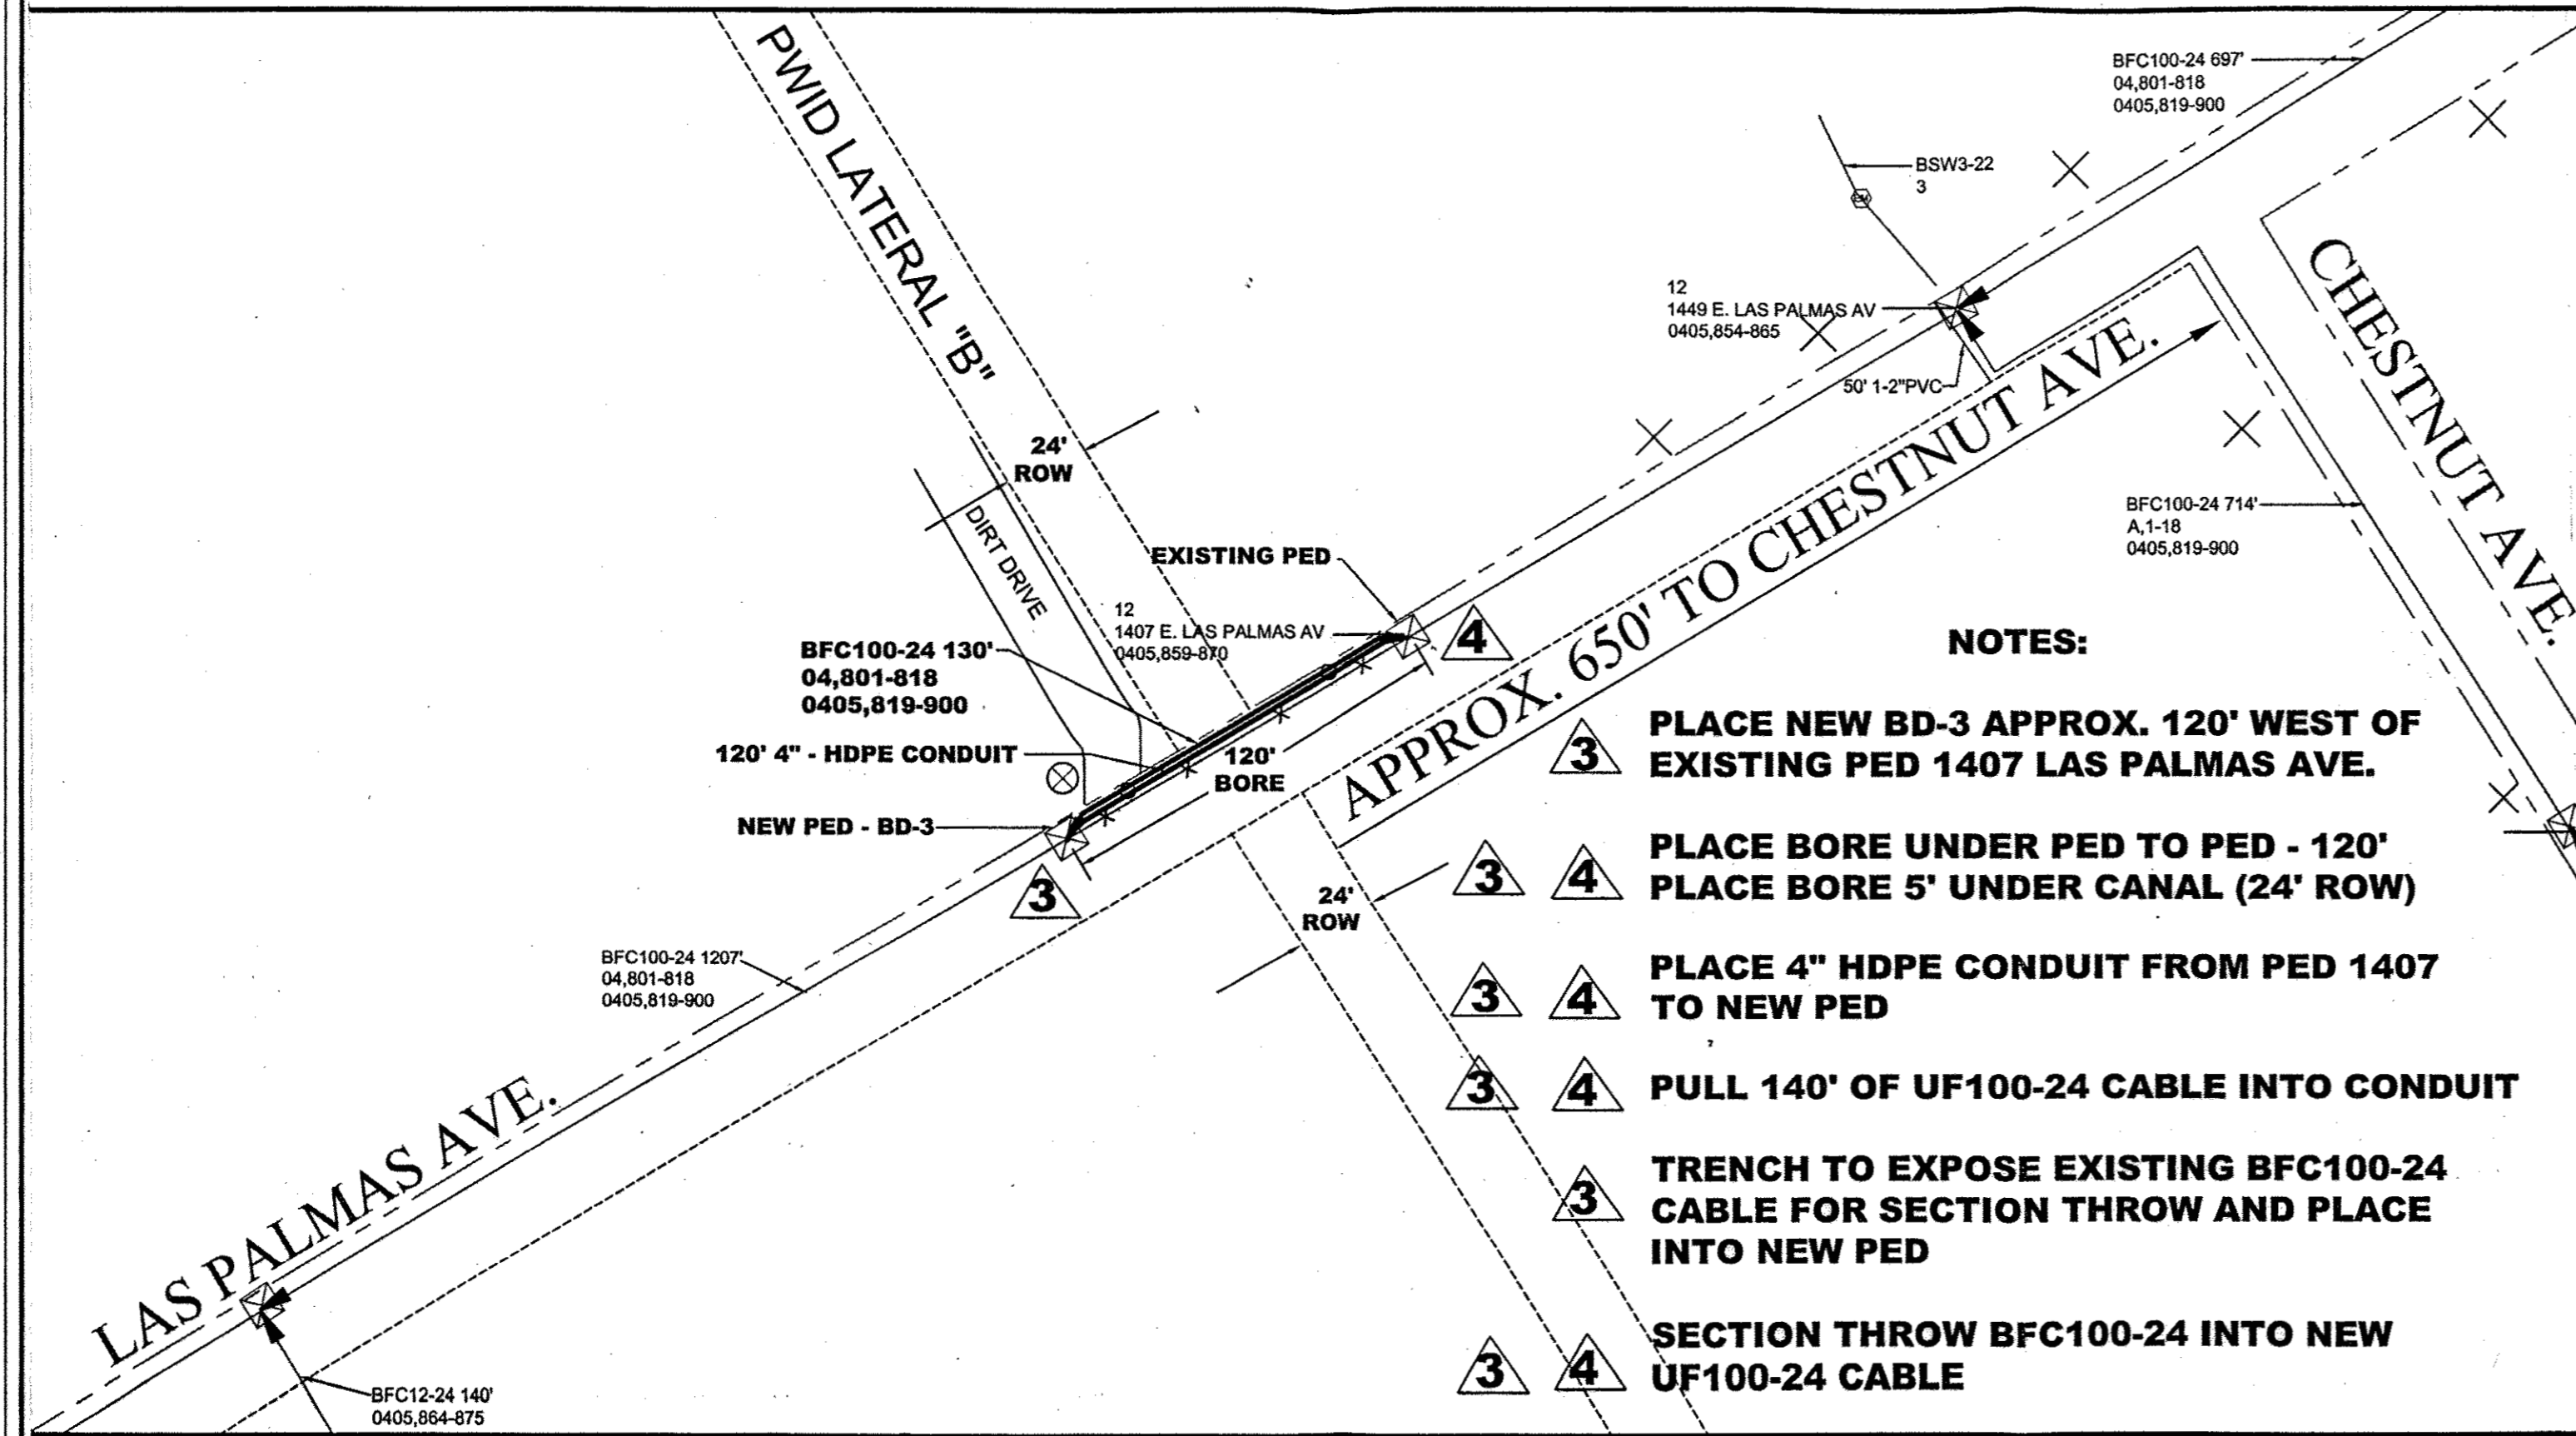 PWID LATERAL "B"
BFC100-24 697'
04,801-818
0405,819-900
BSW3-22
3
12
1449 E. LAS PALMAS AV
0405,854-865
50' 1-2"PVC
CHESTNUT AVE.
24'
ROW
DIRT DRIVE
BFC100-24 714'
A,1-18
0405,819-900
EXISTING PED
12
1407 E. LAS PALMAS AV
0405,859-870
4
BFC100-24 130'
04,801-818
0405,819-900
120' 4" - HDPE CONDUIT
120'
BORE
APPROX. 650' TO CHESTNUT AVE.
NEW PED - BD-3
3
24'
ROW
BFC100-24 1207'
04,801-818
0405,819-900
LAS PALMAS AVE.
BFC12-24 140'
0405,864-875
NOTES:
3 PLACE NEW BD-3 APPROX. 120' WEST OF
EXISTING PED 1407 LAS PALMAS AVE.
3 4 PLACE BORE UNDER PED TO PED - 120'
PLACE BORE 5' UNDER CANAL (24' ROW)
3 4 PLACE 4" HDPE CONDUIT FROM PED 1407
TO NEW PED
3 4 PULL 140' OF UF100-24 CABLE INTO CONDUIT
3 TRENCH TO EXPOSE EXISTING BFC100-24
CABLE FOR SECTION THROW AND PLACE
INTO NEW PED
3 4 SECTION THROW BFC100-24 INTO NEW
UF100-24 CABLE